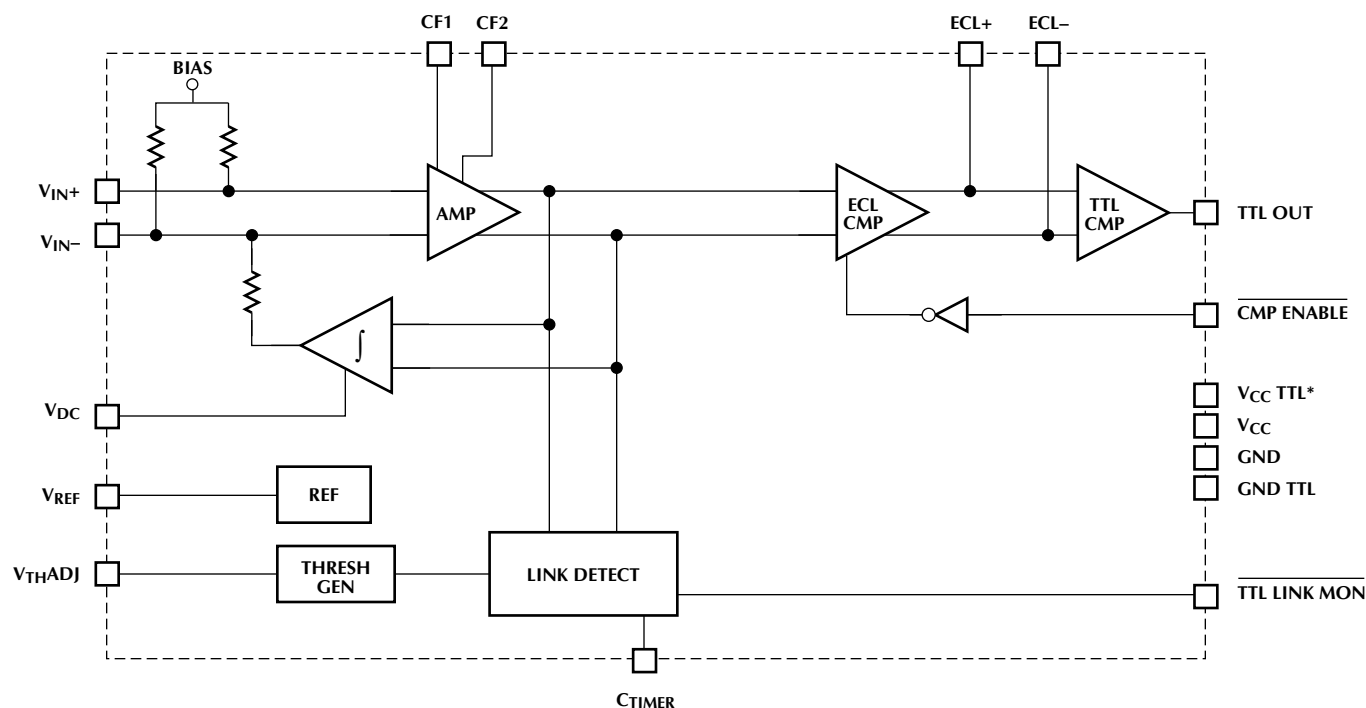 CF1 CF2 ECL+ ECL–
BIAS
VIN+
VIN–
AMP
ECL
CMP
TTL
CMP
TTL OUT
CMP ENABLE
∫
VDC
VCC TTL*
VCC
GND
GND TTL
VREF
REF
VTHADJ
THRESH
GEN
LINK DETECT
TTL LINK MON
CTIMER